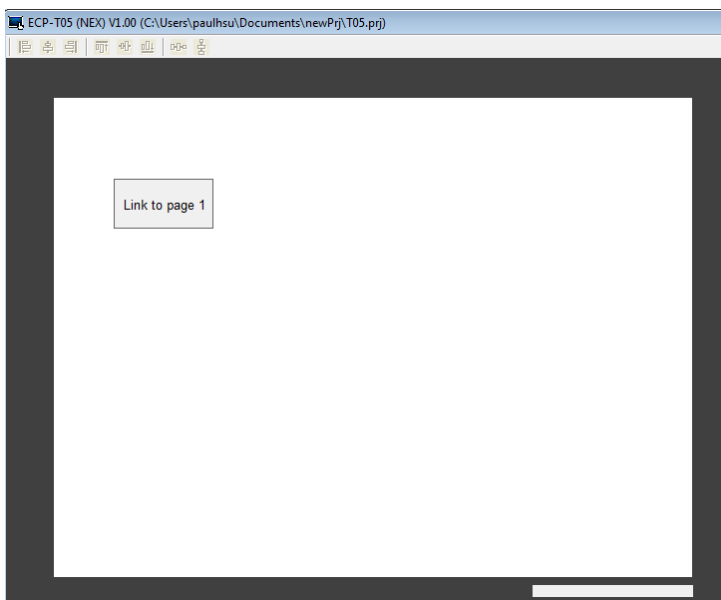 ECP-T05 (NEX) V1.00 (C:\Users\paulhsu\Documents\newPrj\T05.prj)
Link to page 1